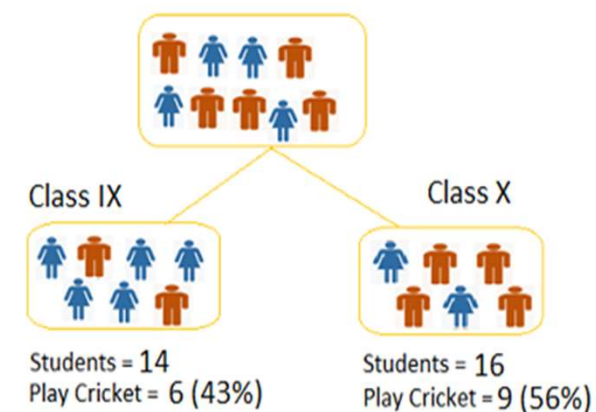 Class IX
Students = 14
Play Cricket = 6 (43%)
Class X
Students = 16
Play Cricket = 9 (56%)